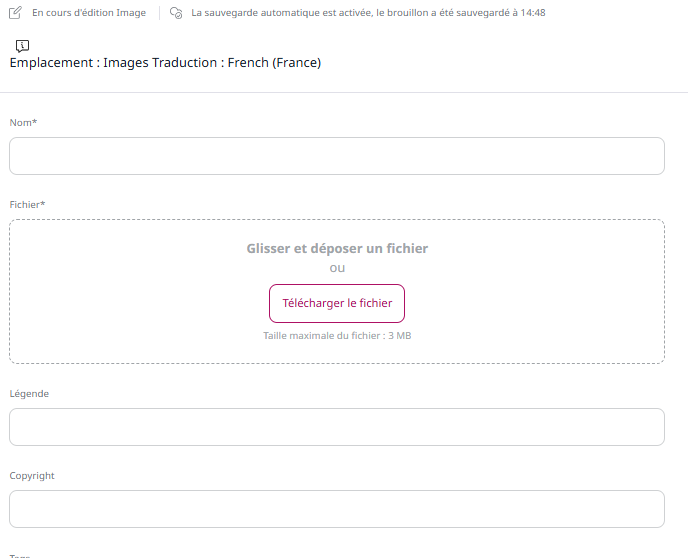 En cours d'édition Image La sauvegarde automatique est activée, le brouillon a été sauvegardé à 14:48
Emplacement : Images Traduction : French (France)
Nom*
Fichier*
Glisser et déposer un fichier
ou
Télécharger le fichier
Taille maximale du fichier : 3 MB
Légende
Copyright
Tags